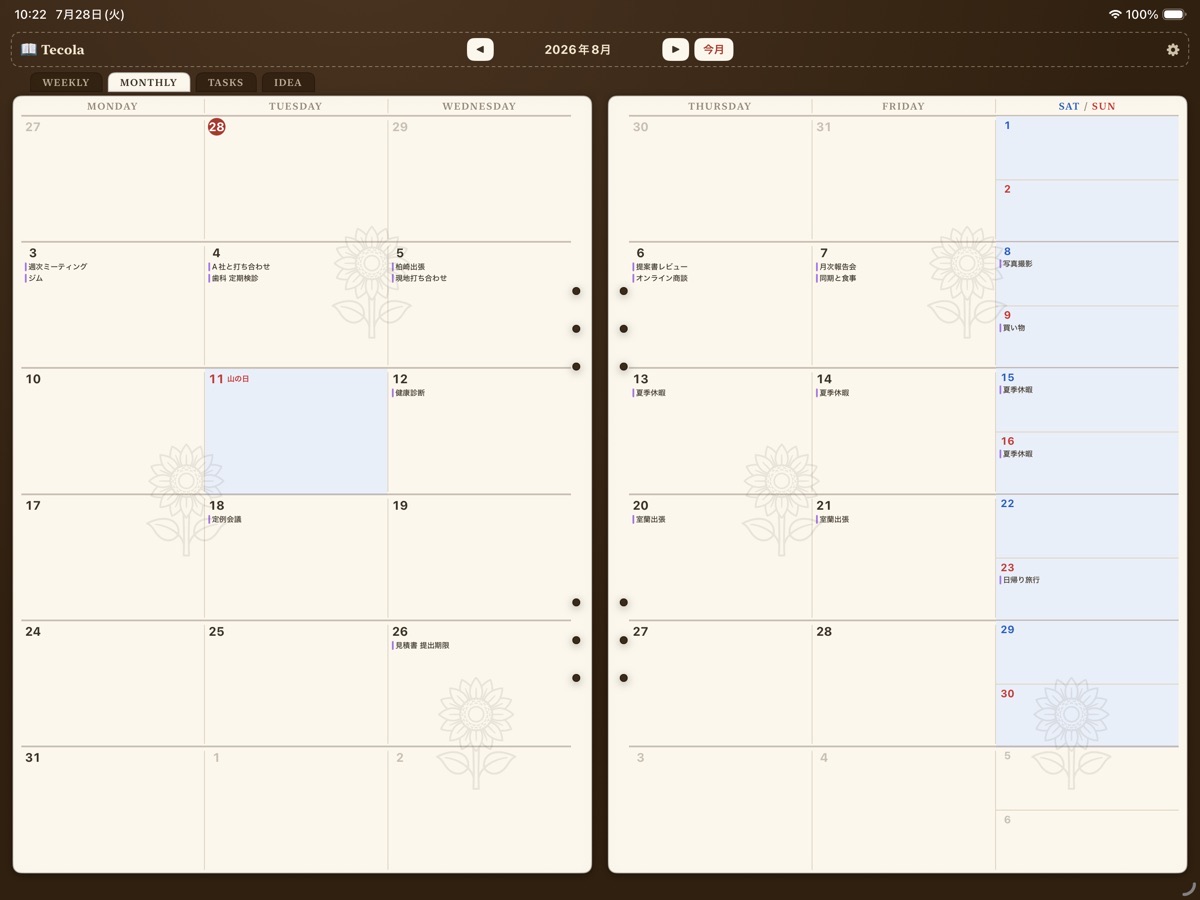 10:22 7月28日(火)
100%
Tecola
◀ 2026年8月 ▶ 今月
WEEKLY MONTHLY TASKS IDEA
MONDAY TUESDAY WEDNESDAY THURSDAY FRIDAY SAT / SUN
27 28 29 30 31 1
2
3 4 5 6 7 8
週次ミーティング A社と打ち合わせ 柏崎出張 提案書レビュー 月次報告会 写真撮影
ジム 歯科 定期検診 現地打ち合わせ オンライン商談 同期と食事
9
買い物
10 11 山の日 12 13 14 15
健康診断 夏季休暇 夏季休暇 夏季休暇
16
夏季休暇
17 18 19 20 21 22
定例会議 室蘭出張 室蘭出張
23
日帰り旅行
24 25 26 27 28 29
見積書 提出期限
30
31 1 2 3 4 5
6